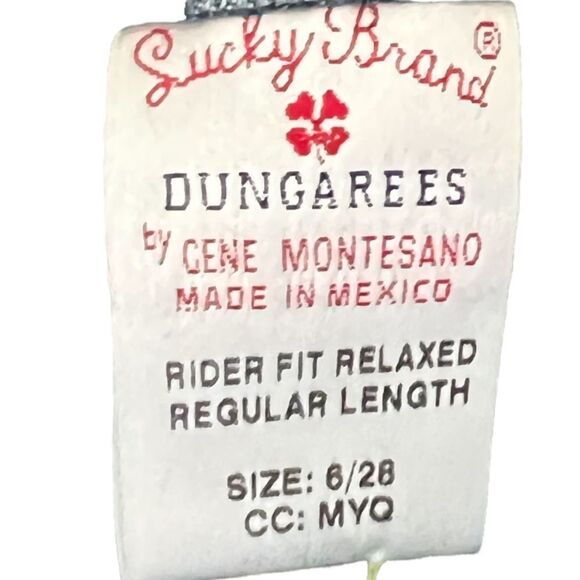 Lucky Brand ®
DUNGAREES
by GENE MONTESANO
MADE IN MEXICO
RIDER FIT RELAXED
REGULAR LENGTH
SIZE: 6/28
CC: MYQ